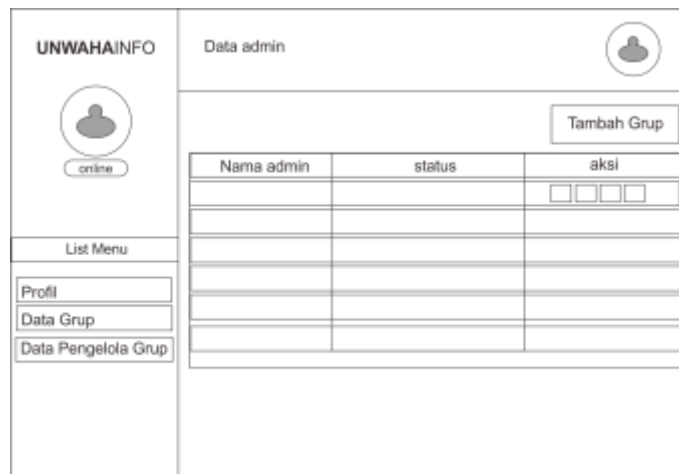 UNWAHAINFO
Data admin
online
Tambah Grup
Nama admin status aksi
List Menu
Profil
Data Grup
Data Pengelola Grup